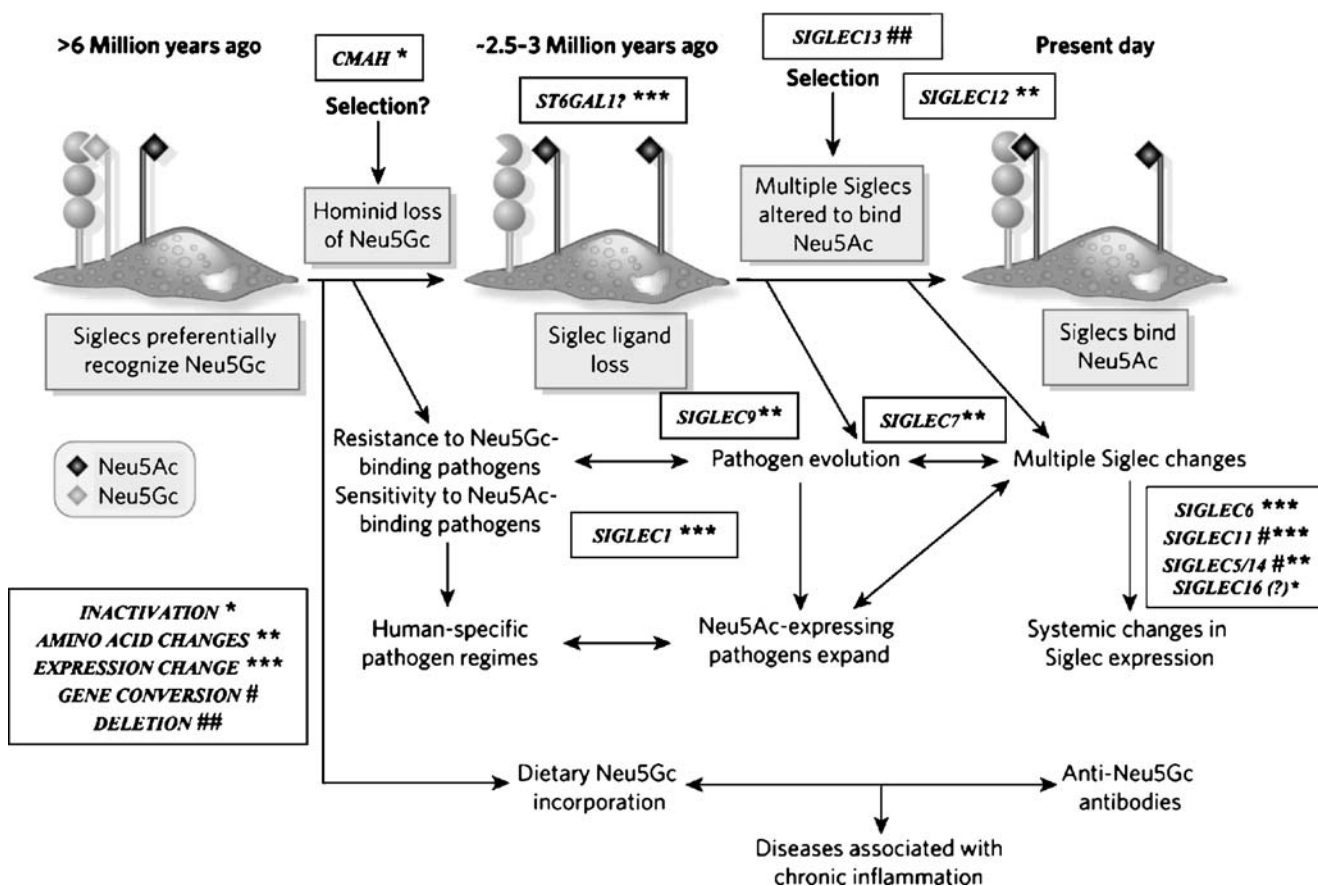 >6 Million years ago
CMAH *
Selection?
~2.5–3 Million years ago
ST6GAL1? ***
SIGLEC13 ##
Selection
SIGLEC12 **
Present day
Hominid loss
of Neu5Gc
Multiple Siglecs
altered to bind
Neu5Ac
Siglecs preferentially
recognize Neu5Gc
Siglec ligand
loss
Siglecs bind
Neu5Ac
Neu5Ac
Neu5Gc
Resistance to Neu5Gc-
binding pathogens
Sensitivity to Neu5Ac-
binding pathogens
SIGLEC9**
Pathogen evolution
SIGLEC7**
Multiple Siglec changes
SIGLEC1 ***
SIGLEC6 ***
SIGLEC11 #***
SIGLEC5/14 #**
SIGLEC16 (?)*
INACTIVATION *
AMINO ACID CHANGES **
EXPRESSION CHANGE ***
GENE CONVERSION #
DELETION ##
Human-specific
pathogen regimes
Neu5Ac-expressing
pathogens expand
Systemic changes in
Siglec expression
Dietary Neu5Gc
incorporation
Anti-Neu5Gc
antibodies
Diseases associated with
chronic inflammation